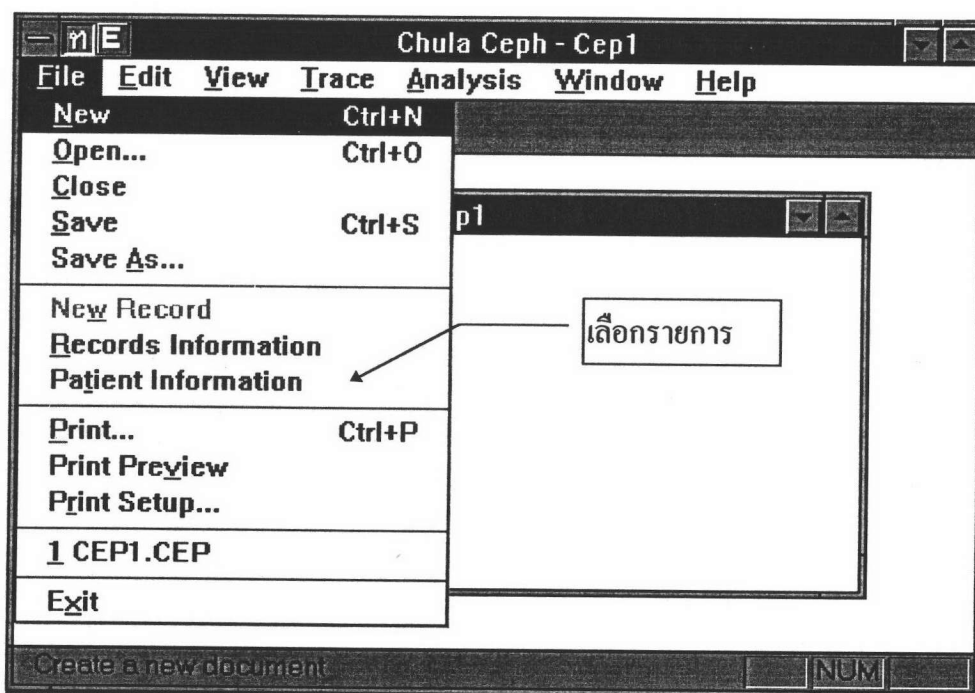 ท E Chula Ceph - Cep1
File Edit View Trace Analysis Window Help
New Ctrl+N
Open... Ctrl+O
Close
Save Ctrl+S
Save As...
New Record
Records Information
Patient Information
Print... Ctrl+P
Print Preview
Print Setup...
1 CEP1.CEP
Exit
p1
เลือกรายการ
Create a new document
NUM